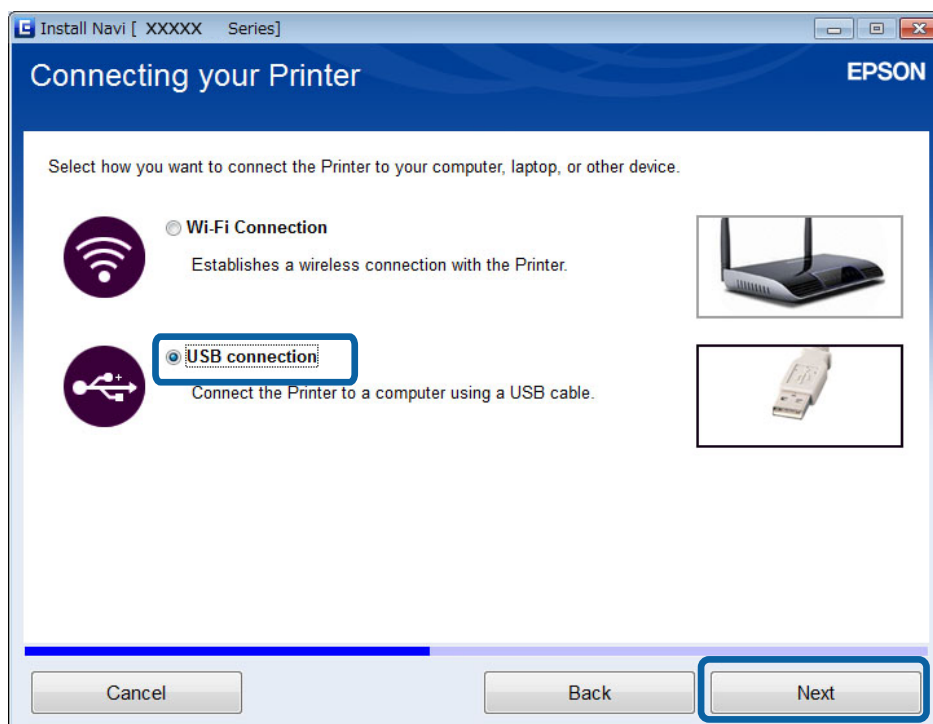 Install Navi [ XXXXX Series]
Connecting your Printer
EPSON
Select how you want to connect the Printer to your computer, laptop, or other device.
Wi-Fi Connection
Establishes a wireless connection with the Printer.
USB connection
Connect the Printer to a computer using a USB cable.
Cancel
Back
Next